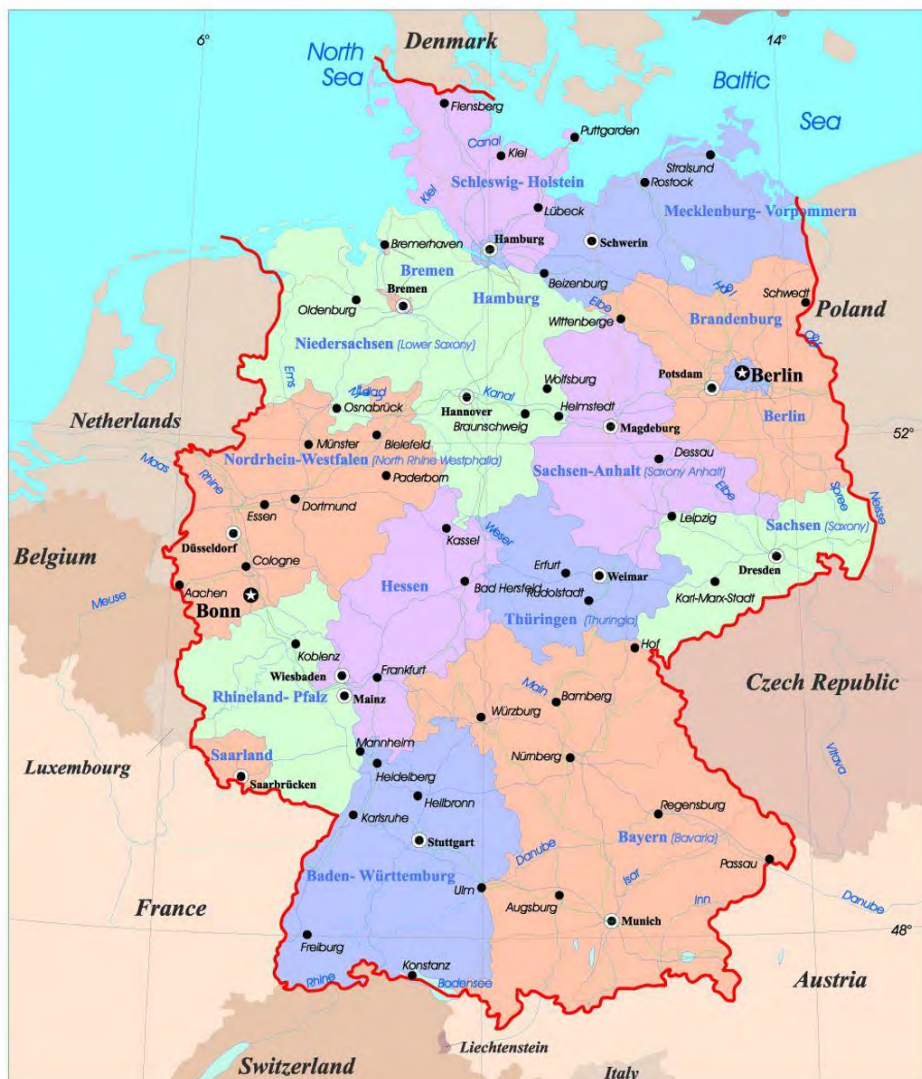 Denmark
6°
14°
North
Sea
Baltic
Sea
Flensberg
Puttgarden
Canal
Kiel
Kiel
Stralsund
Rostock
Schleswig- Holstein
Lübeck
Mecklenburg- Vorpommern
Bremerhaven
Hamburg
Schwerin
Bremen
Beizenburg
Bremen
Hamburg
Schwedt
Oldenburg
Elbe
Poland
Wittenberge
Brandenburg
Niedersachsen (Lower Saxony)
Ems
Potsdam
Berlin
Wolfsburg
Kanal
Osnabrück
Hannover
Helmstedt
Braunschweig
Berlin
Netherlands
Magdeburg
52°
Münster
Bielefeld
Dessau
Nordrhein-Westfalen (North Rhine Westphalia)
Sachsen-Anhalt (Saxony Anhalt)
Maas
Rhine
Paderborn
Elbe
Spree
Neisse
Dortmund
Essen
Leipzig
Sachsen (Saxony)
Weser
Düsseldorf
Kassel
Belgium
Cologne
Erfurt
Weimar
Dresden
Hessen
Bad Hersfeld
Rudolstadt
Karl-Marx-Stadt
Aachen
Meuse
Bonn
Thüringen (Thuringia)
Koblenz
Hof
Wiesbaden
Frankfurt
Czech Republic
Main
Rhineland- Pfalz
Mainz
Bamberg
Würzburg
Mannheim
Saarland
Nürnberg
Vltava
Luxembourg
Heidelberg
Saarbrücken
Heilbronn
Regensburg
Karlsruhe
Bayern (Bavaria)
Stuttgart
Danube
Passau
Baden- Württemburg
Isar
Ulm
Augsburg
Inn
Danube
France
Munich
48°
Freiburg
Konstanz
Rhine
Badensee
Austria
Liechtenstein
Switzerland
Italy